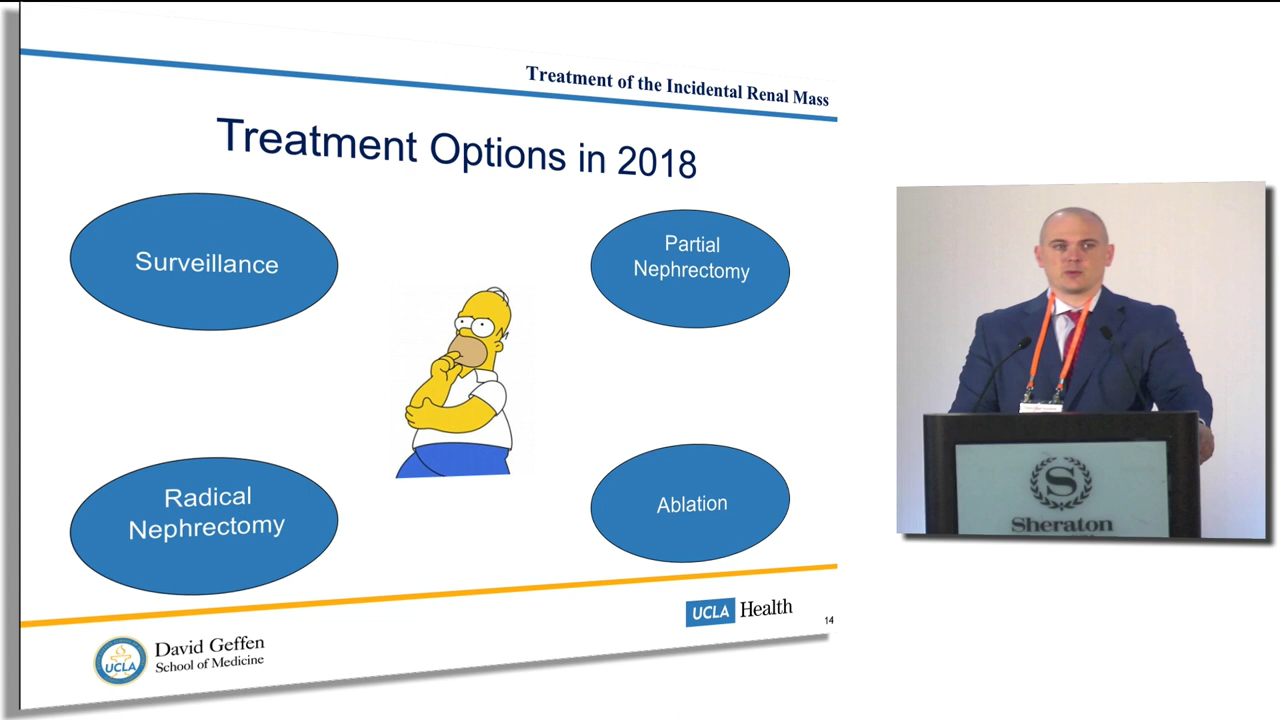 Treatment of the Incidental Renal Mass
Treatment Options in 2018
Surveillance
Partial
Nephrectomy
Radical
Nephrectomy
Ablation
UCLA Health
14
UCLA
David Geffen
School of Medicine
S
Sheraton